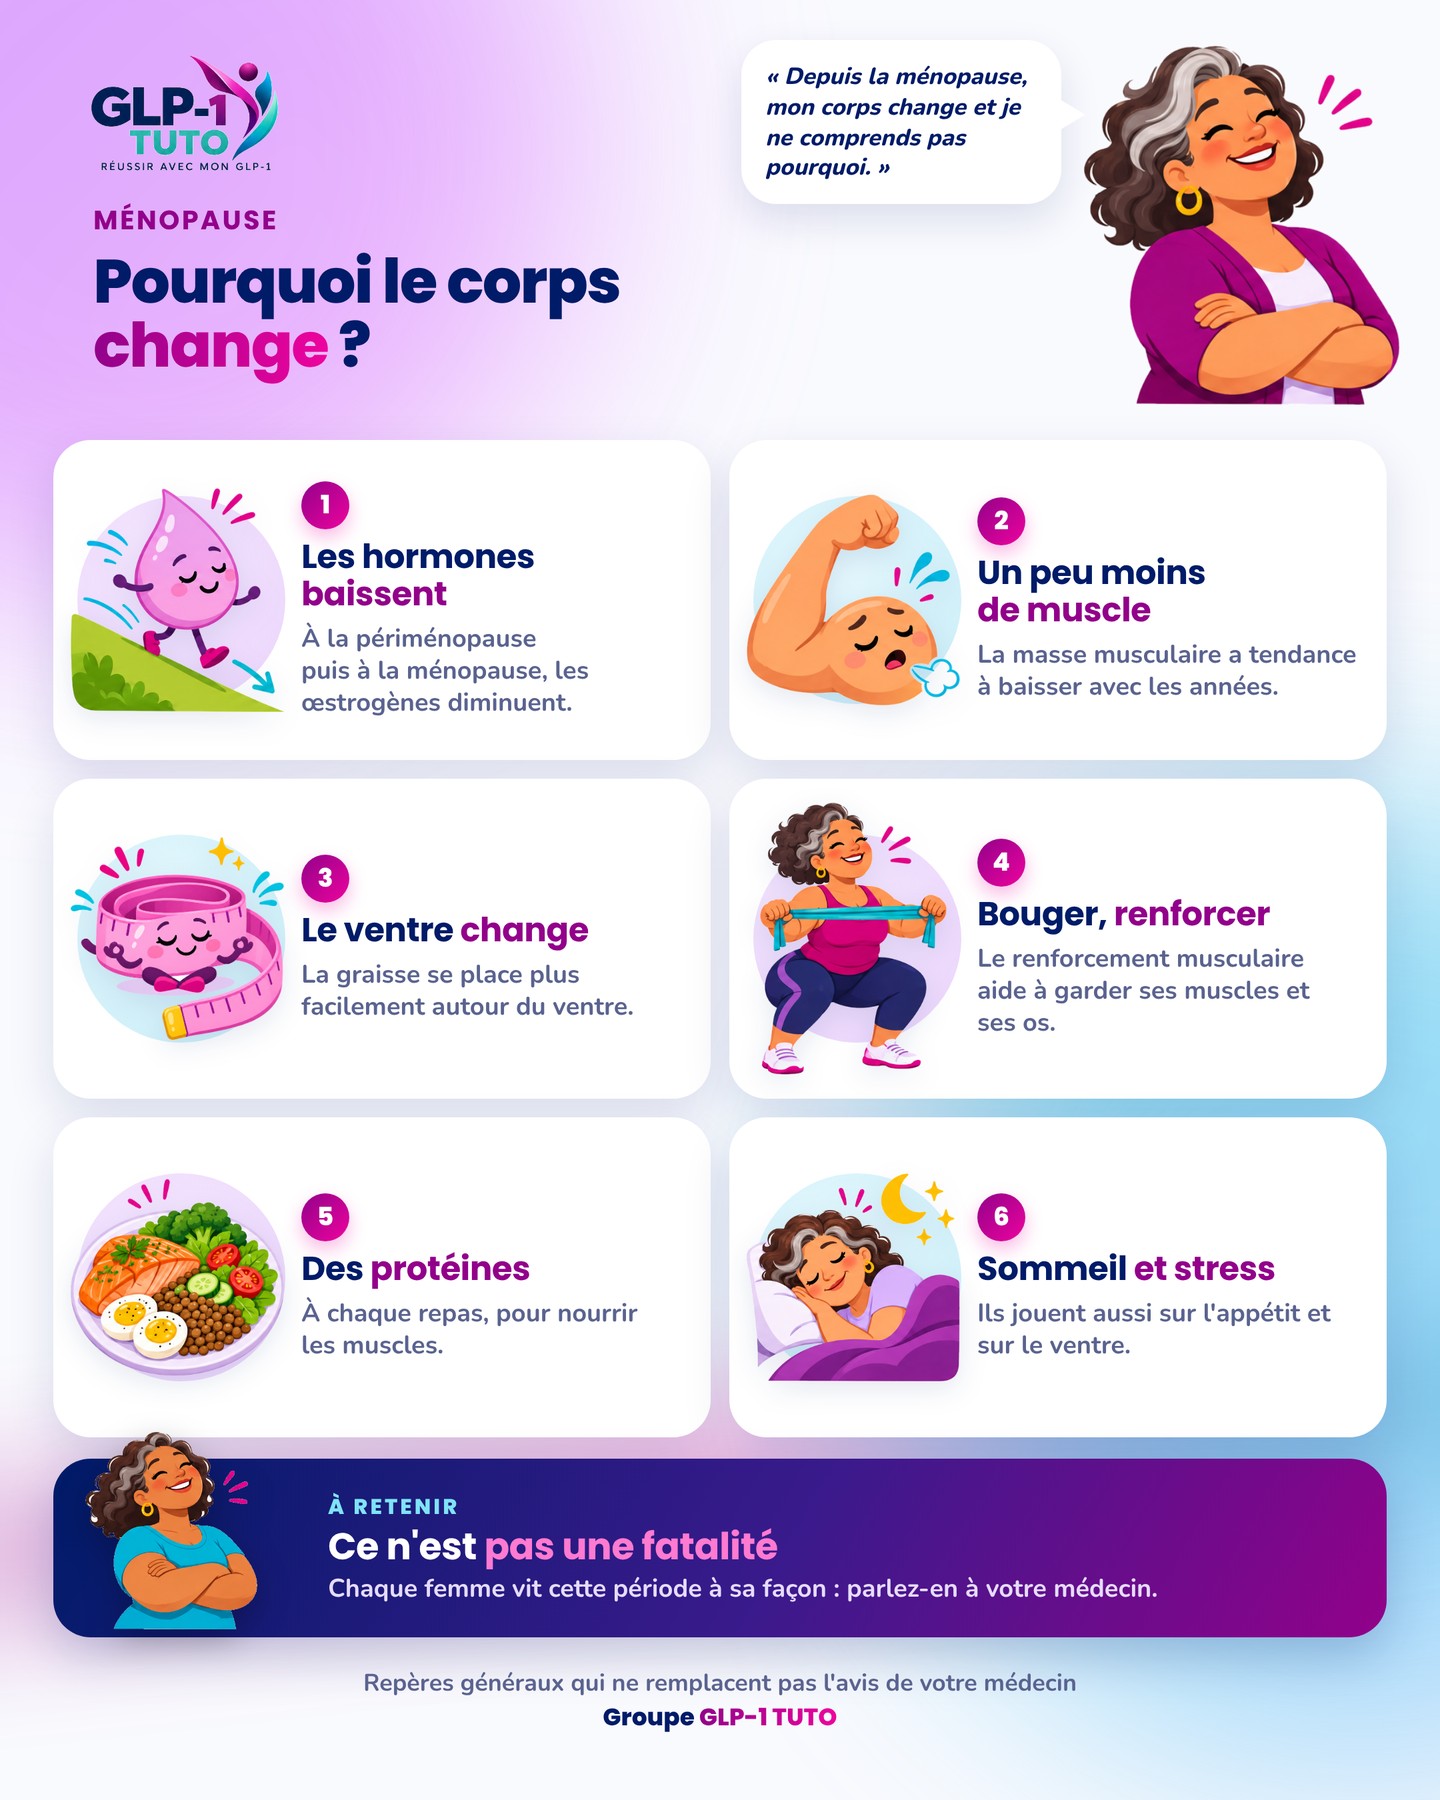 GLP-1
TUTO
RÉUSSIR AVEC MON GLP-1
« Depuis la ménopause,
mon corps change et je
ne comprends pas
pourquoi. »
MÉNOPAUSE
Pourquoi le corps
change ?
1
Les hormones
baissent
À la périménopause
puis à la ménopause, les
œstrogènes diminuent.
2
Un peu moins
de muscle
La masse musculaire a tendance
à baisser avec les années.
3
Le ventre change
La graisse se place plus
facilement autour du ventre.
4
Bouger, renforcer
Le renforcement musculaire
aide à garder ses muscles et
ses os.
5
Des protéines
À chaque repas, pour nourrir
les muscles.
6
Sommeil et stress
Ils jouent aussi sur l'appétit et
sur le ventre.
À RETENIR
Ce n'est pas une fatalité
Chaque femme vit cette période à sa façon : parlez-en à votre médecin.
Repères généraux qui ne remplacent pas l'avis de votre médecin
Groupe GLP-1 TUTO